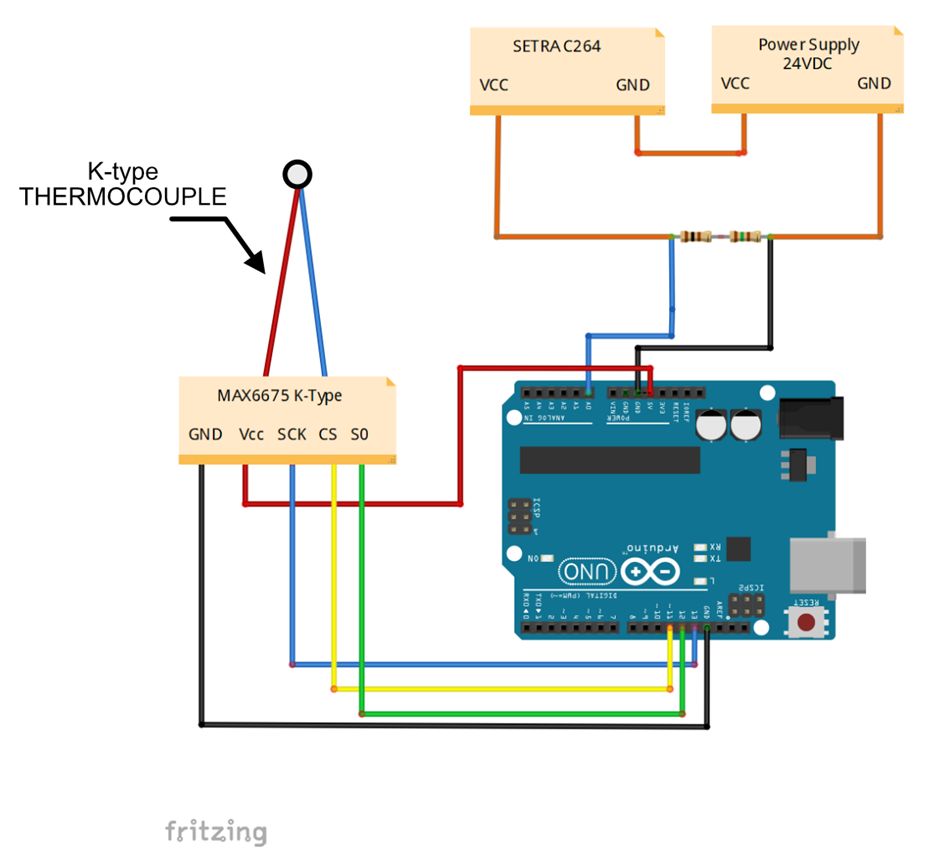 SETRA C264
VCC GND
Power Supply
24VDC
VCC GND
K-type
THERMOCOUPLE
MAX6675 K-Type
GND Vcc SCK CS S0
A5 A4 A3 A2 A1 A0
ANALOG IN
VIN GND GND 5V 3V3 RESET IOREF
POWER
ICSP
ON
UNO
Arduino™
RX
TX
L
ICSP2
RESET
DIGITAL (PWM=~)
RX0◄0 TX0►1 2 ~3 4 ~5 ~6 7 8 ~9 ~10 ~11 12 13 GND AREF
fritzing